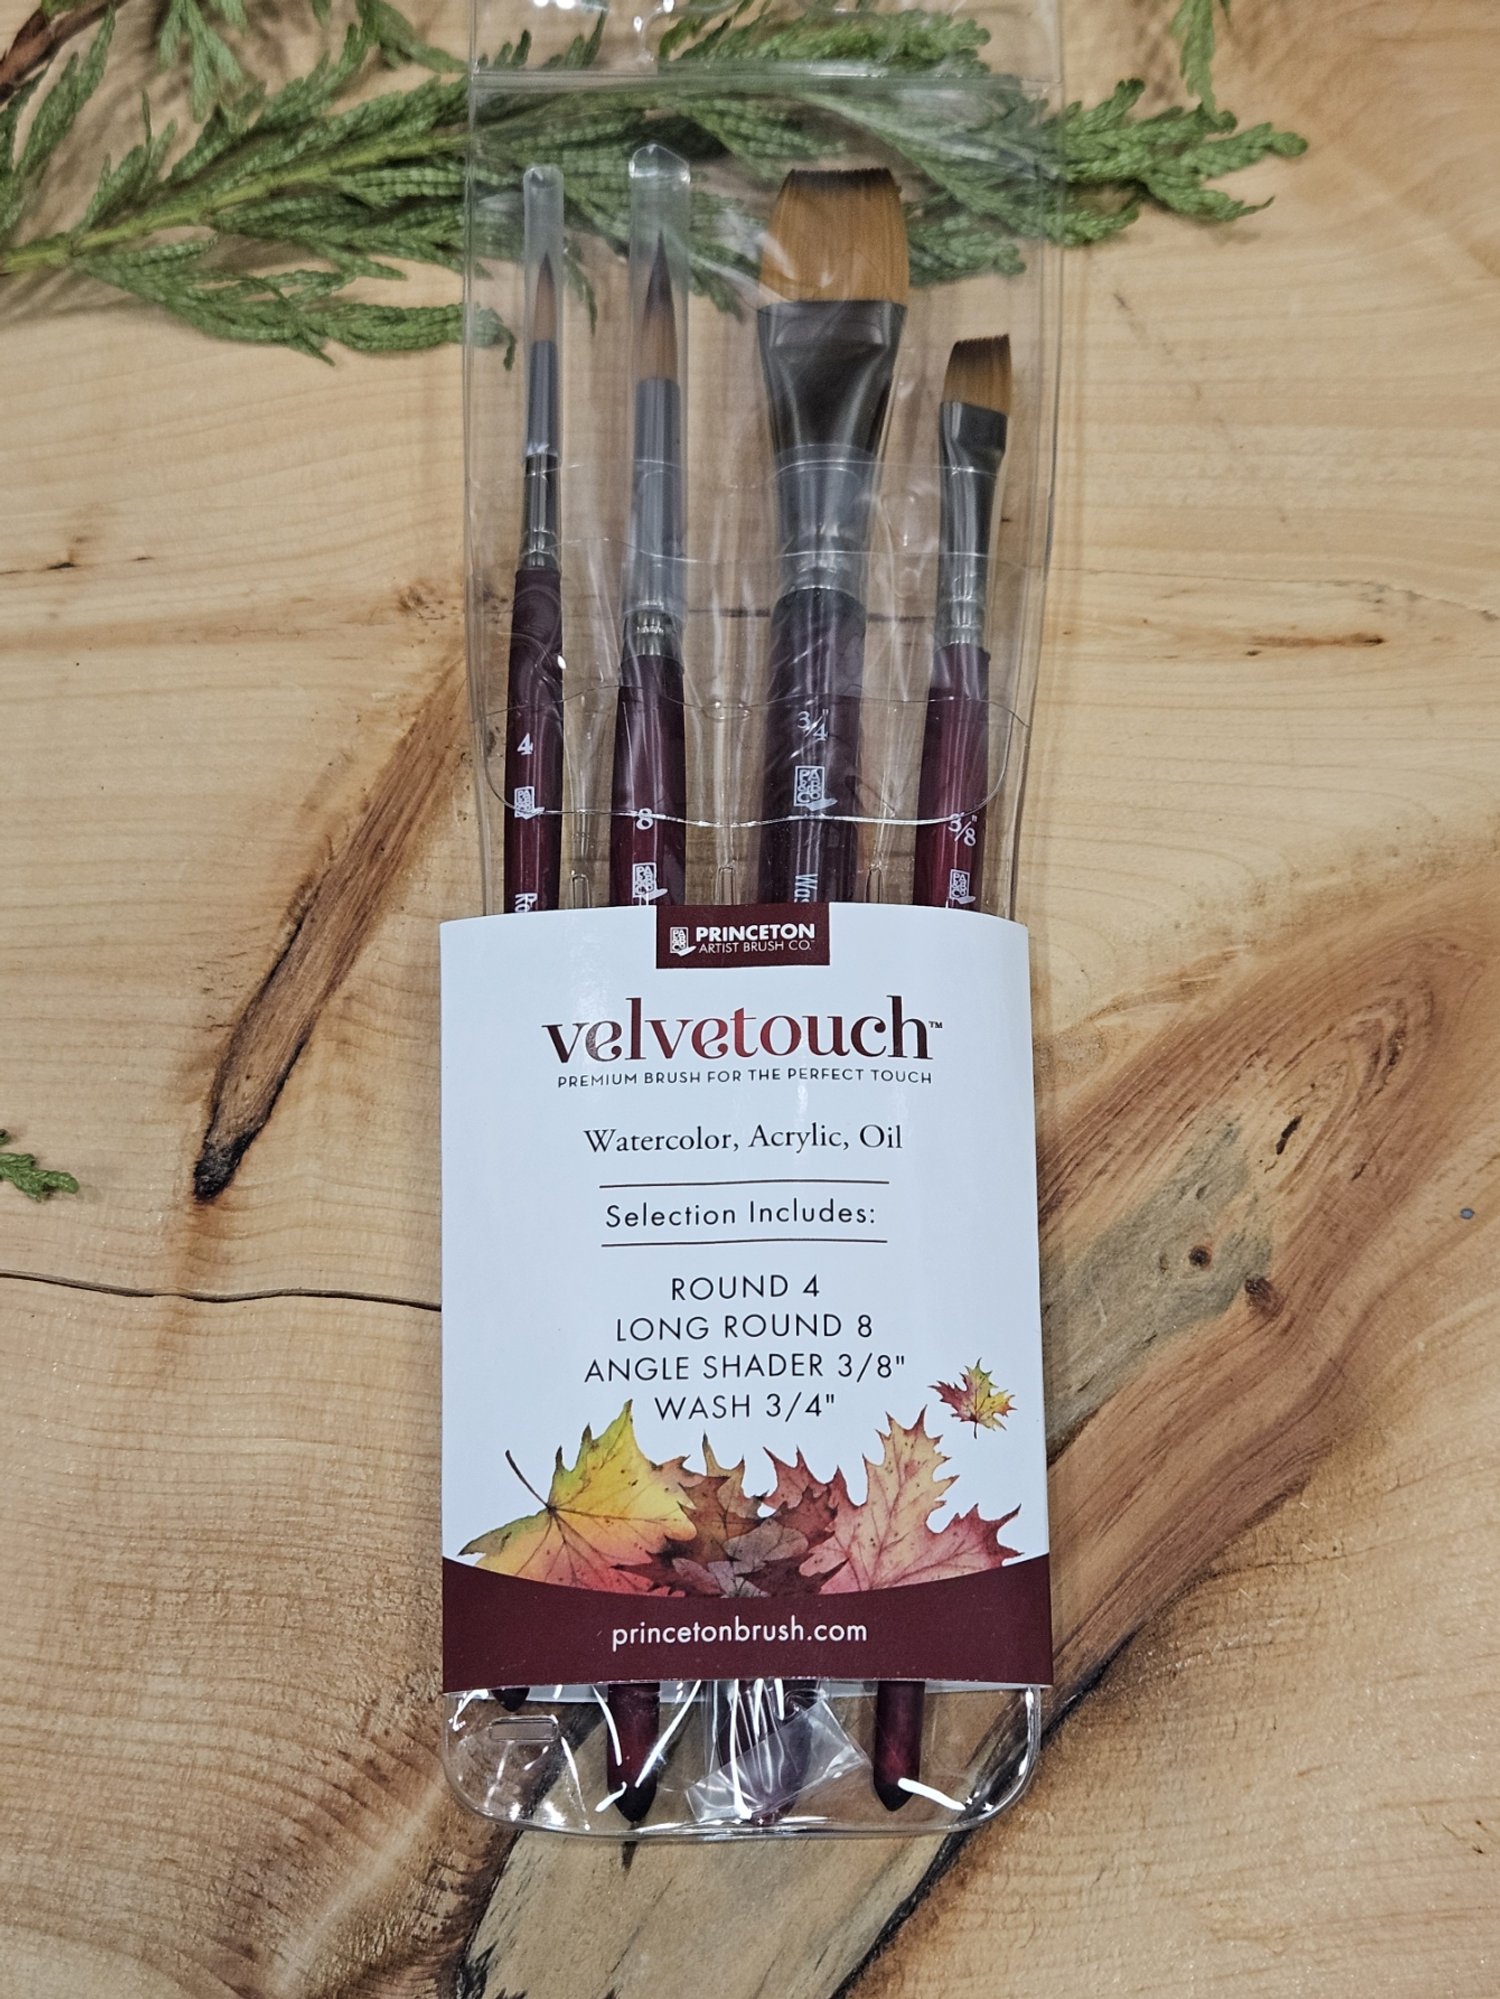 4
8
3/4"
3/8"
Was
PRINCETON
ARTIST BRUSH CO.
velvetouch™
PREMIUM BRUSH FOR THE PERFECT TOUCH
Watercolor, Acrylic, Oil
Selection Includes:
ROUND 4
LONG ROUND 8
ANGLE SHADER 3/8"
WASH 3/4"
princetonbrush.com